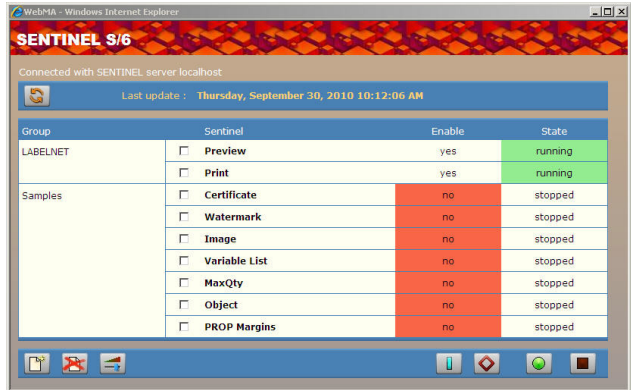 WebMA - Windows Internet Explorer
SENTINEL S/6
Connected with SENTINEL server localhost
Last update : Thursday, September 30, 2010 10:12:06 AM
Group Sentinel Enable State
LABELNET Preview yes running
Print yes running
Samples Certificate no stopped
Watermark no stopped
Image no stopped
Variable List no stopped
MaxQty no stopped
Object no stopped
PROP Margins no stopped